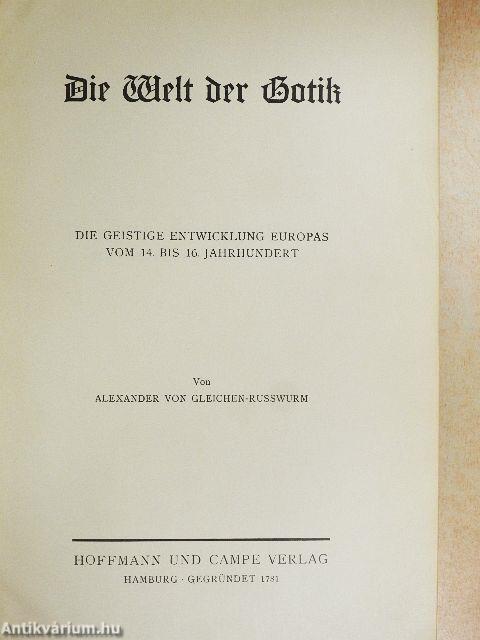 Die Welt der Gotik
DIE GEISTIGE ENTWICKLUNG EUROPAS
VOM 14. BIS 16. JAHRHUNDERT
Von
ALEXANDER VON GLEICHEN-RUSSWURM
HOFFMANN UND CAMPE VERLAG
HAMBURG · GEGRÜNDET 1781
Antikvárium.hu